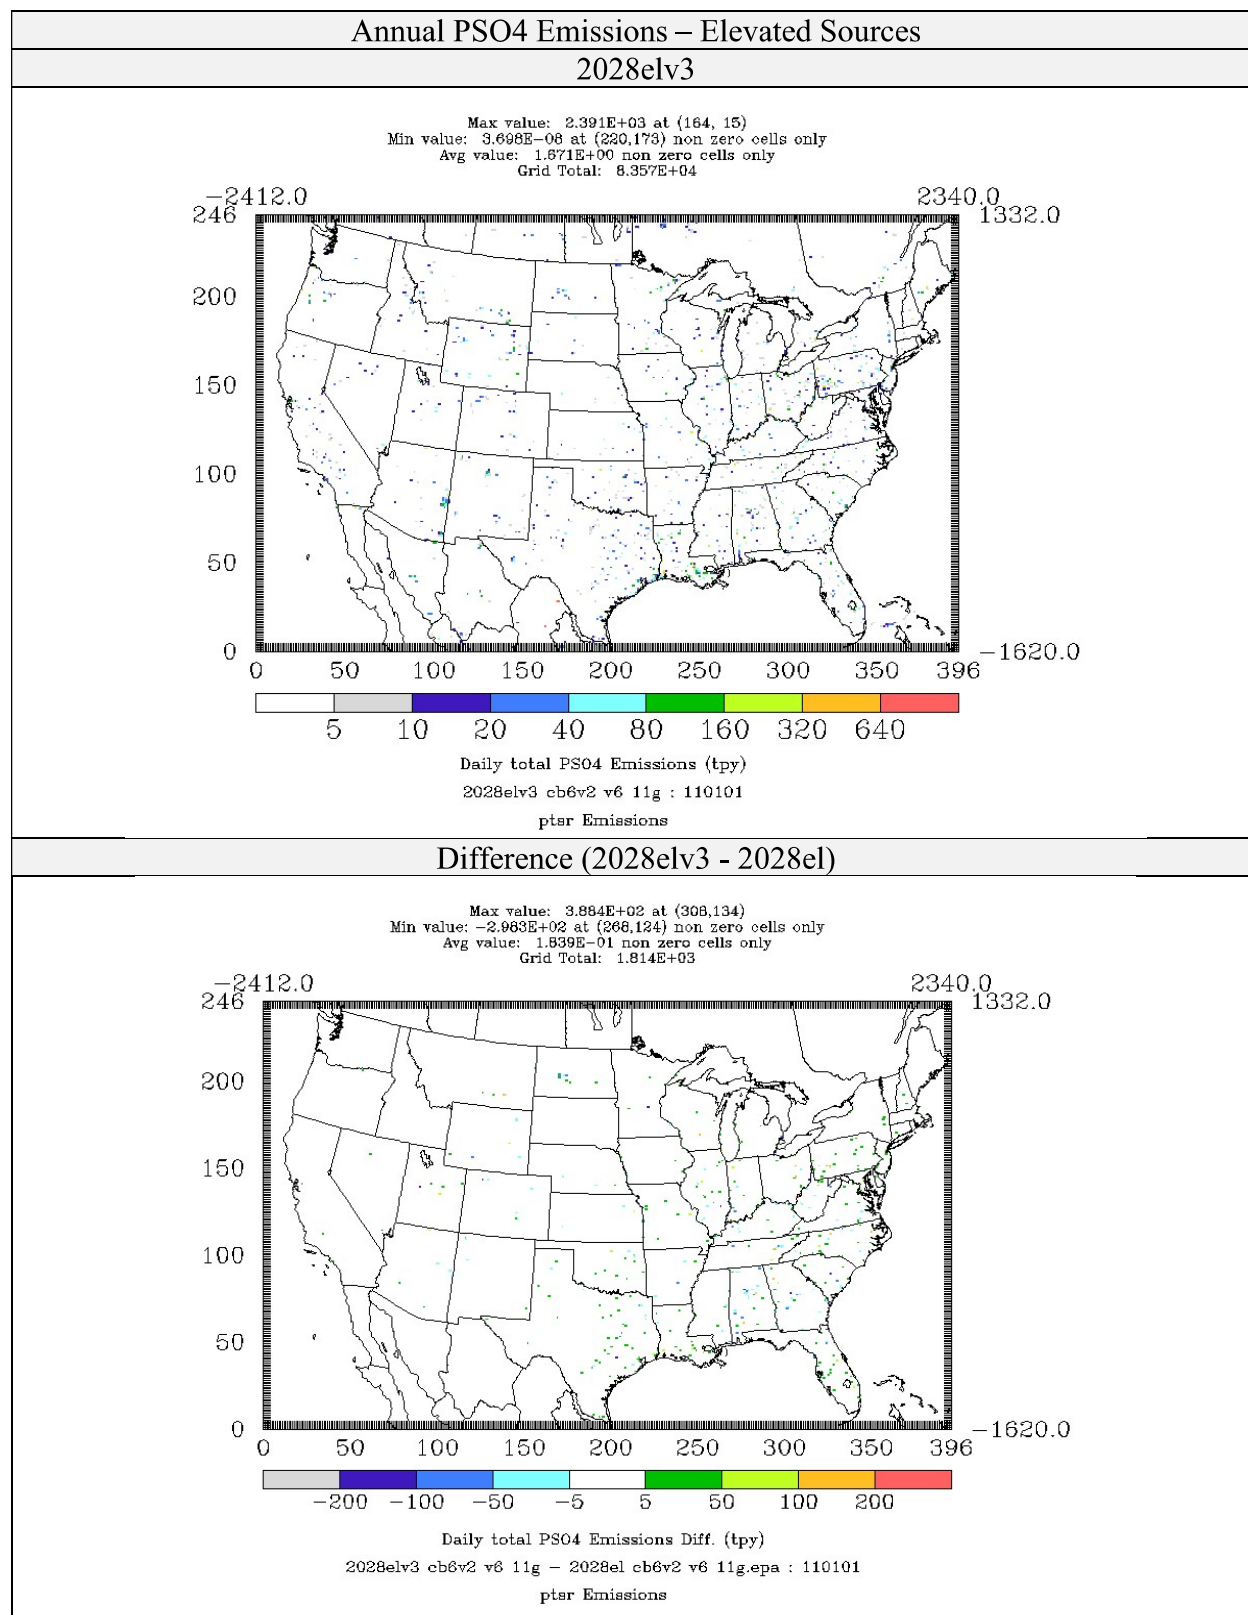 Annual PSO4 Emissions – Elevated Sources
2028elv3
Max value: 2.391E+03 at (164, 15)
Min value: 3.698E-08 at (220,173) non zero cells only
Avg value: 1.671E+00 non zero cells only
Grid Total: 8.357E+04
−2412.0 2340.0
246 1332.0
200
150
100
50
0 −1620.0
0 50 100 150 200 250 300 350 396
5 10 20 40 80 160 320 640
Daily total PSO4 Emissions (tpy)
2028elv3 cb6v2 v6 11g : 110101
ptsr Emissions
Difference (2028elv3 - 2028el)
Max value: 3.884E+02 at (308,134)
Min value: −2.983E+02 at (268,124) non zero cells only
Avg value: 1.839E−01 non zero cells only
Grid Total: 1.814E+03
−2412.0 2340.0
246 1332.0
200
150
100
50
0 −1620.0
0 50 100 150 200 250 300 350 396
−200 −100 −50 −5 5 50 100 200
Daily total PSO4 Emissions Diff. (tpy)
2028elv3 cb6v2 v6 11g − 2028el cb6v2 v6 11g.epa : 110101
ptsr Emissions